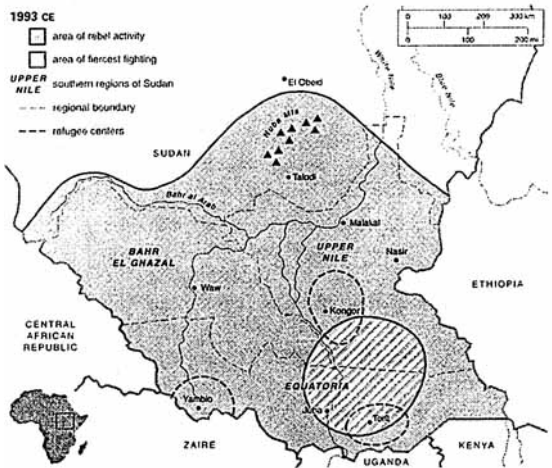 1993 CE
area of rebel activity
area of fiercest fighting
UPPER
NILE
southern regions of Sudan
regional boundary
refugee centers
0 100 200 300 km
0 100 200 mi
White Nile
Blue Nile
El Obeid
Nuba Mts
SUDAN
Talodi
Bahr al Arab
Malakal
BAHR
EL GHAZAL
UPPER
NILE
Nasir
ETHIOPIA
Waw
Kongor
CENTRAL
AFRICAN
REPUBLIC
EQUATORIA
Yambio
Juba
Torit
ZAIRE
UGANDA
KENYA